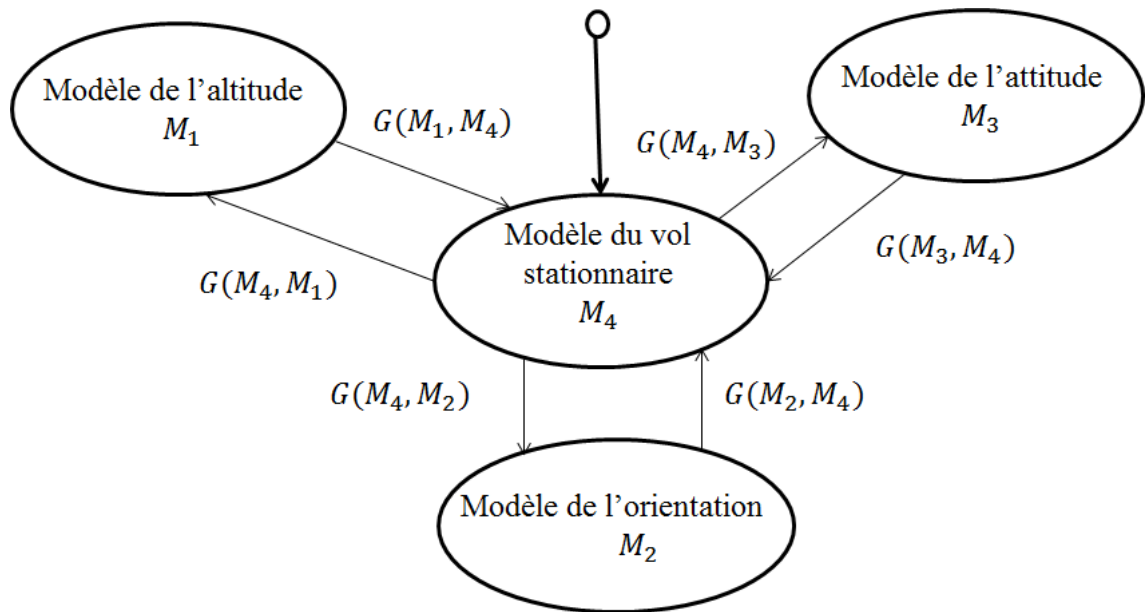 Modèle de l’altitude
𝑀₁
𝐺(𝑀₁, 𝑀₄)
𝐺(𝑀₄, 𝑀₁)
Modèle de l’attitude
𝑀₃
𝐺(𝑀₄, 𝑀₃)
𝐺(𝑀₃, 𝑀₄)
Modèle du vol
stationnaire
𝑀₄
𝐺(𝑀₄, 𝑀₂)
𝐺(𝑀₂, 𝑀₄)
Modèle de l’orientation
𝑀₂